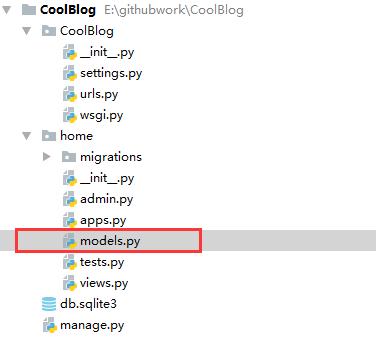 CoolBlog E:\githubwork\CoolBlog
CoolBlog
__init__.py
settings.py
urls.py
wsgi.py
home
migrations
__init__.py
admin.py
apps.py
models.py
tests.py
views.py
db.sqlite3
manage.py